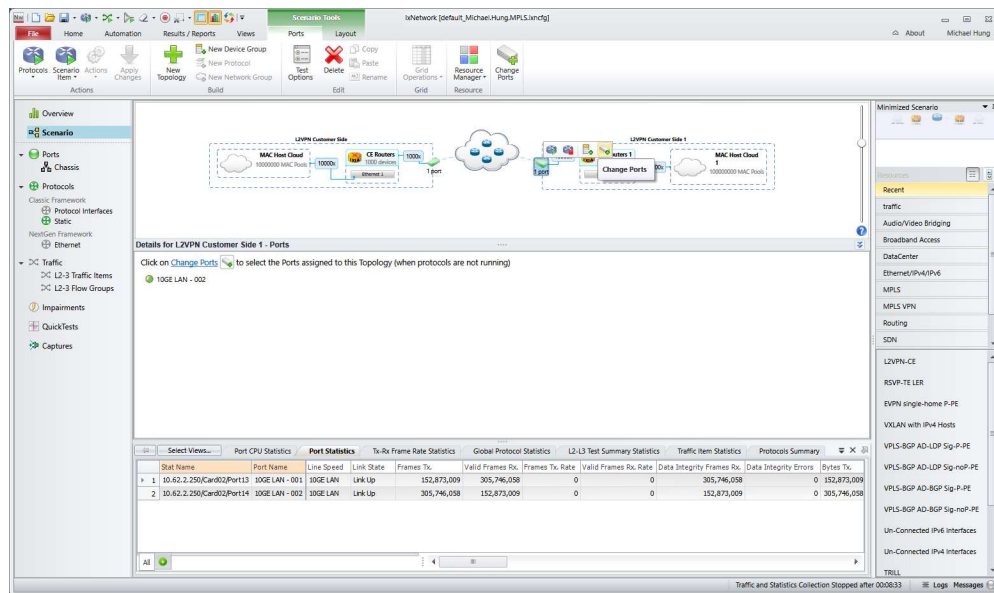 Scenario Tools
IxNetwork [default_Michael.Hung.MPLS.ixncfg]
File Home Automation Results / Reports Views Ports Layout About Michael Hung
Protocols
Scenario Item
Actions
Apply Changes
Actions
New Topology
New Device Group
New Protocol
New Network Group
Build
Test Options
Delete
Copy
Paste
Rename
Edit
Grid Operations
Grid
Resource Manager
Resource
Change Ports
Overview
Scenario
Ports
Chassis
Protocols
Classic Framework
Protocol Interfaces
Static
NextGen Framework
Ethernet
Traffic
L2-3 Traffic Items
L2-3 Flow Groups
Impairments
QuickTests
Captures
L2VPN Customer Side
MAC Host Cloud
10000000 MAC Pools
10000x
CE Routers
1000 devices
Ethernet 1
1000x
1 port
L2VPN Customer Side 1
1 port
Change Ports
MAC Host Cloud
1
100000000 MAC Pools
Details for L2VPN Customer Side 1 - Ports
Click on Change Ports to select the Ports assigned to this Topology (when protocols are not running)
10GE LAN - 002
Minimized Scenario
Resources
Recent
traffic
Audio/Video Bridging
Broadband Access
DataCenter
Ethernet/IPv4/IPv6
MPLS
MPLS VPN
Routing
SDN
L2VPN-CE
RSVP-TE LER
EVPN single-home P-PE
VXLAN with IPv4 Hosts
VPLS-BGP AD-LDP Sig-P-PE
VPLS-BGP AD-LDP Sig-noP-PE
VPLS-BGP AD-BGP Sig-P-PE
VPLS-BGP AD-BGP Sig-noP-PE
Un-Connected IPv6 Interfaces
Un-Connected IPv4 Interfaces
TRILL
Select Views... Port CPU Statistics Port Statistics Tx-Rx Frame Rate Statistics Global Protocol Statistics L2-L3 Test Summary Statistics Traffic Item Statistics Protocols Summary
Stat Name Port Name Line Speed Link State Frames Tx. Valid Frames Rx. Frames Tx. Rate Valid Frames Rx. Rate Data Integrity Frames Rx. Data Integrity Errors Bytes Tx.
1 10.62.2.250/Card02/Port13 10GE LAN - 001 10GE LAN Link Up 152,873,009 305,746,058 0 0 305,746,058 0 152,873,009
2 10.62.2.250/Card02/Port14 10GE LAN - 002 10GE LAN Link Up 305,746,058 152,873,009 0 0 152,873,009 0 305,746,058
All
Traffic and Statistics Collection Stopped after 00:08:33 Logs Messages